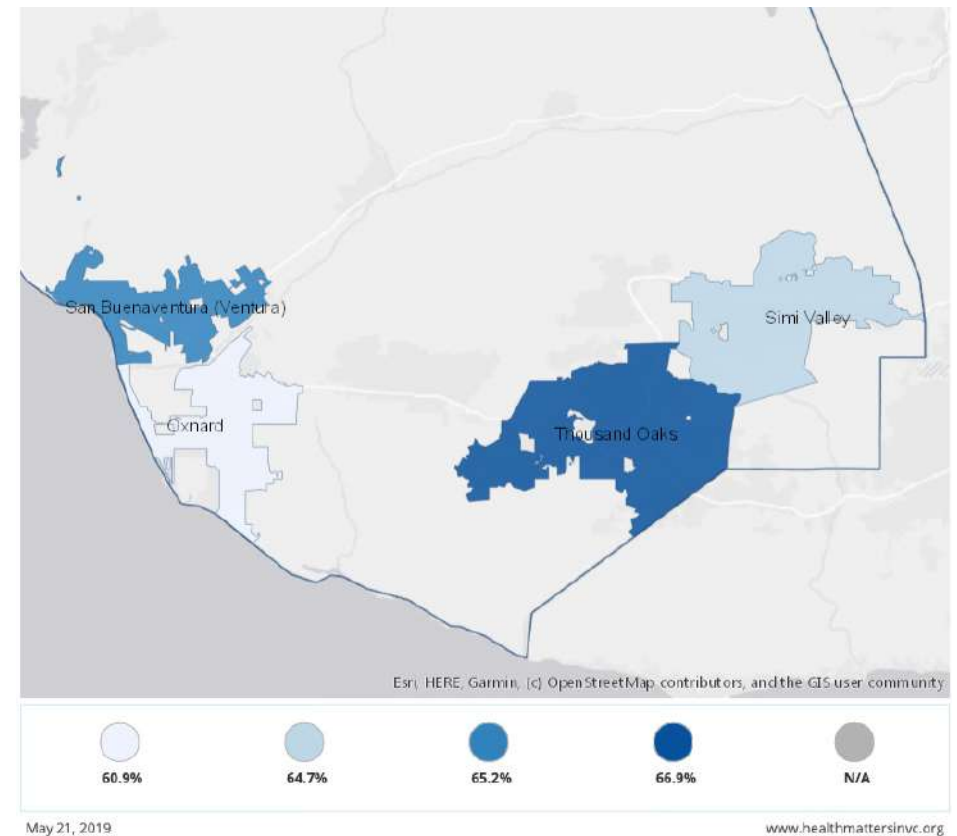 San Buenaventura (Ventura)
Simi Valley
Oxnard
Thousand Oaks
Esri, HERE, Garmin, (c) OpenStreetMap contributors, and the GIS user community
60.9% 64.7% 65.2% 66.9% N/A
May 21, 2019 www.healthmattersinvc.org